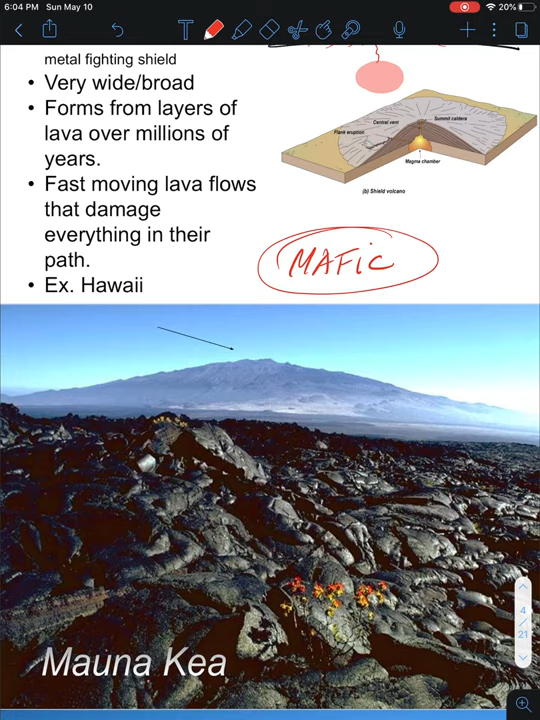 6:04 PM Sun May 10
20%
metal fighting shield
• Very wide/broad
• Forms from layers of
lava over millions of
years.
• Fast moving lava flows
that damage
everything in their
path.
• Ex. Hawaii
Central vent
Summit caldera
Flank eruption
Magma chamber
(b) Shield volcano
MAFiC
4
/
21
Mauna Kea